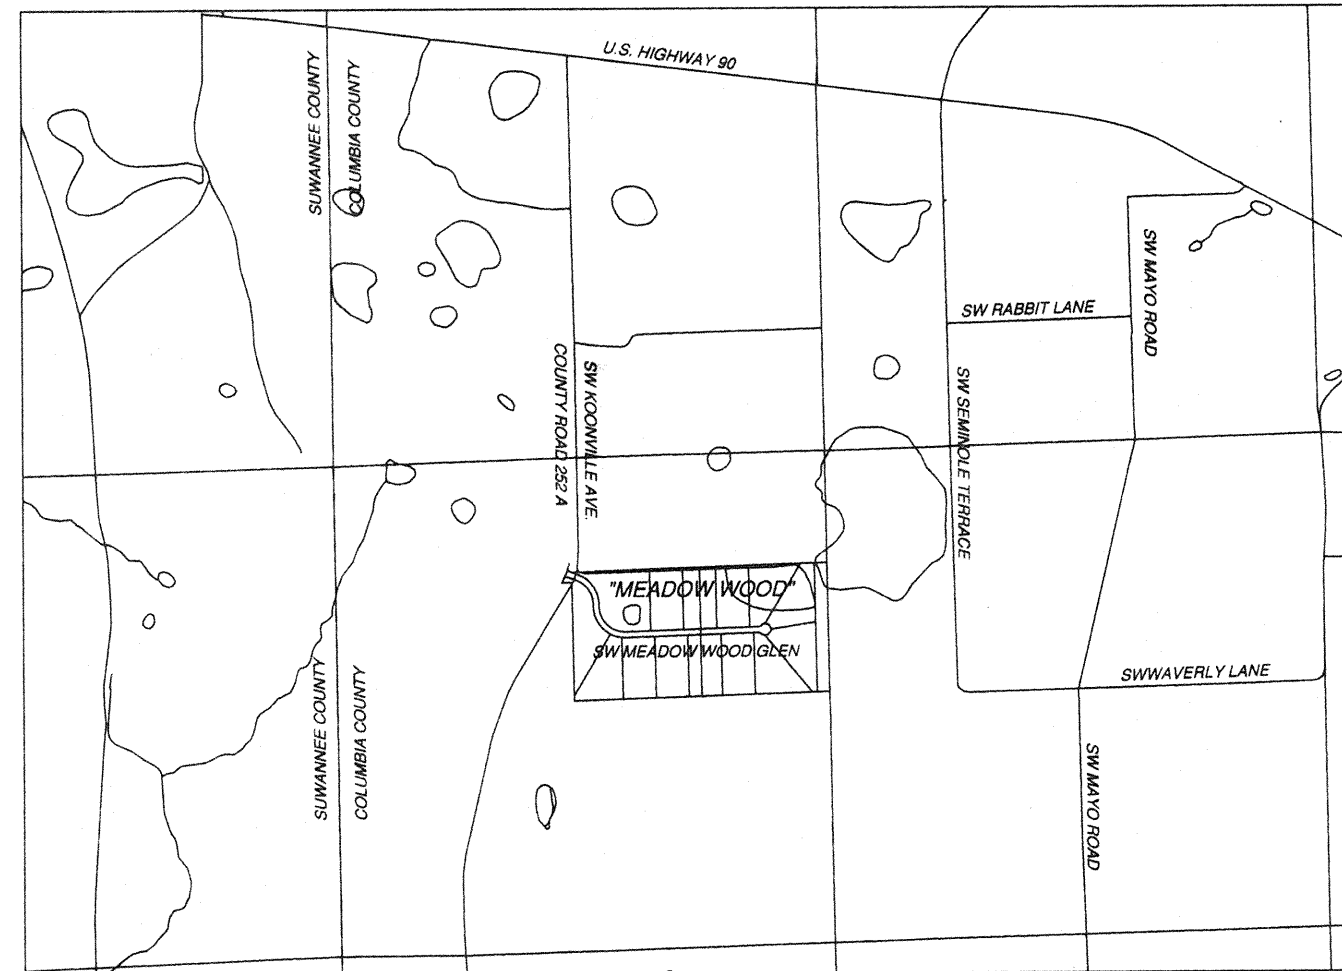 U.S. HIGHWAY 90
SUWANNEE COUNTY
COLUMBIA COUNTY
SW MAYO ROAD
SW RABBIT LANE
COUNTY ROAD 252 A
SW KOONVILLE AVE.
SW SEMINOLE TERRACE
"MEADOW WOOD"
SW MEADOW WOOD GLEN
SUWANNEE COUNTY
COLUMBIA COUNTY
SWWAVERLY LANE
SW MAYO ROAD